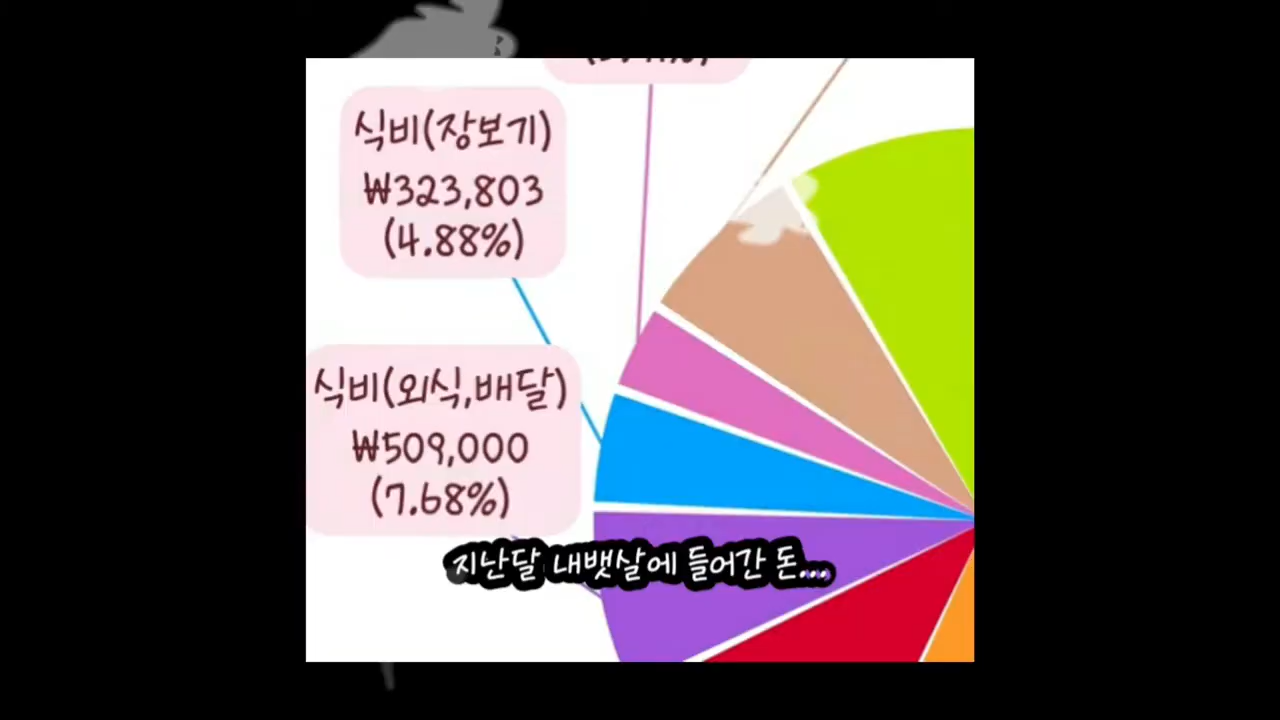 식비(장보기)
₩323,803
(4.88%)
식비(외식,배달)
₩509,000
(7.68%)
지난달 내뱃살에 들어간 돈...